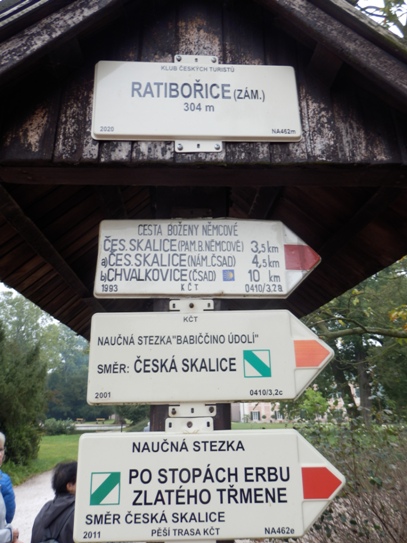 KLUB ČESKÝCH TURISTŮ
RATIBOŘICE (ZÁM.)
304 m
2020 NA462m
CESTA BOŽENY NĚMCOVÉ
ČES. SKALICE (PAM. B. NĚMCOVÉ) 3,5 km
a) ČES. SKALICE (NÁM. ČSAD) 4,5 km
b) CHVALKOVICE (ČSAD) 10 km
1993 KČT 0410/3,2a
KČT
NAUČNÁ STEZKA "BABIČČINO ÚDOLÍ"
SMĚR: ČESKÁ SKALICE
2001 0410/3,2c
NAUČNÁ STEZKA
PO STOPÁCH ERBU
ZLATÉHO TŘMENE
SMĚR ČESKÁ SKALICE
2011 PĚŠÍ TRASA KČT NA462e